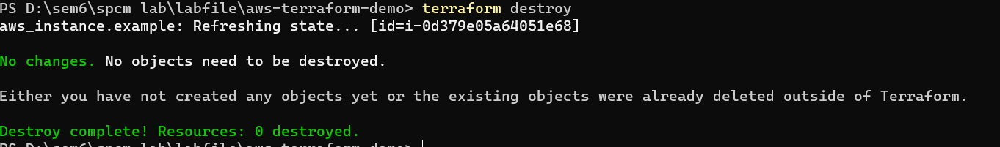 PS D:\sem6\spcm lab\labfile\aws-terraform-demo> terraform destroy
aws_instance.example: Refreshing state... [id=i-0d379e05a64051e68]
No changes. No objects need to be destroyed.
Either you have not created any objects yet or the existing objects were already deleted outside of Terraform.
Destroy complete! Resources: 0 destroyed.
PS D:\sem6\spcm lab\labfile\aws-terraform-demo>